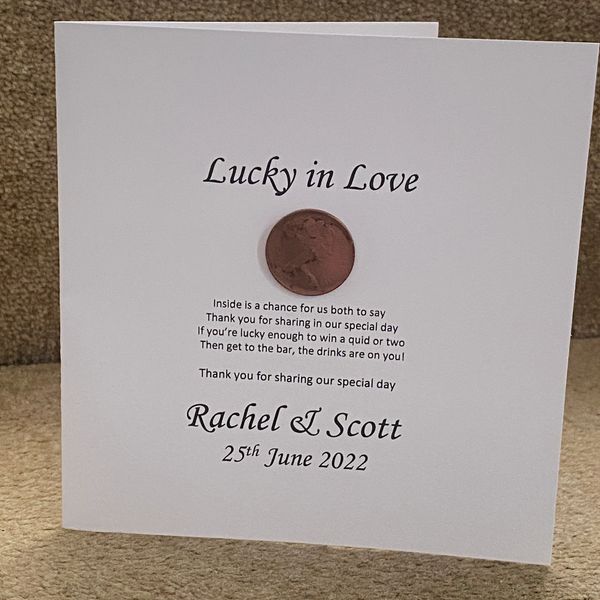 Lucky in Love
Inside is a chance for us both to say
Thank you for sharing in our special day
If you're lucky enough to win a quid or two
Then get to the bar, the drinks are on you!
Thank you for sharing our special day
Rachel & Scott
25th June 2022